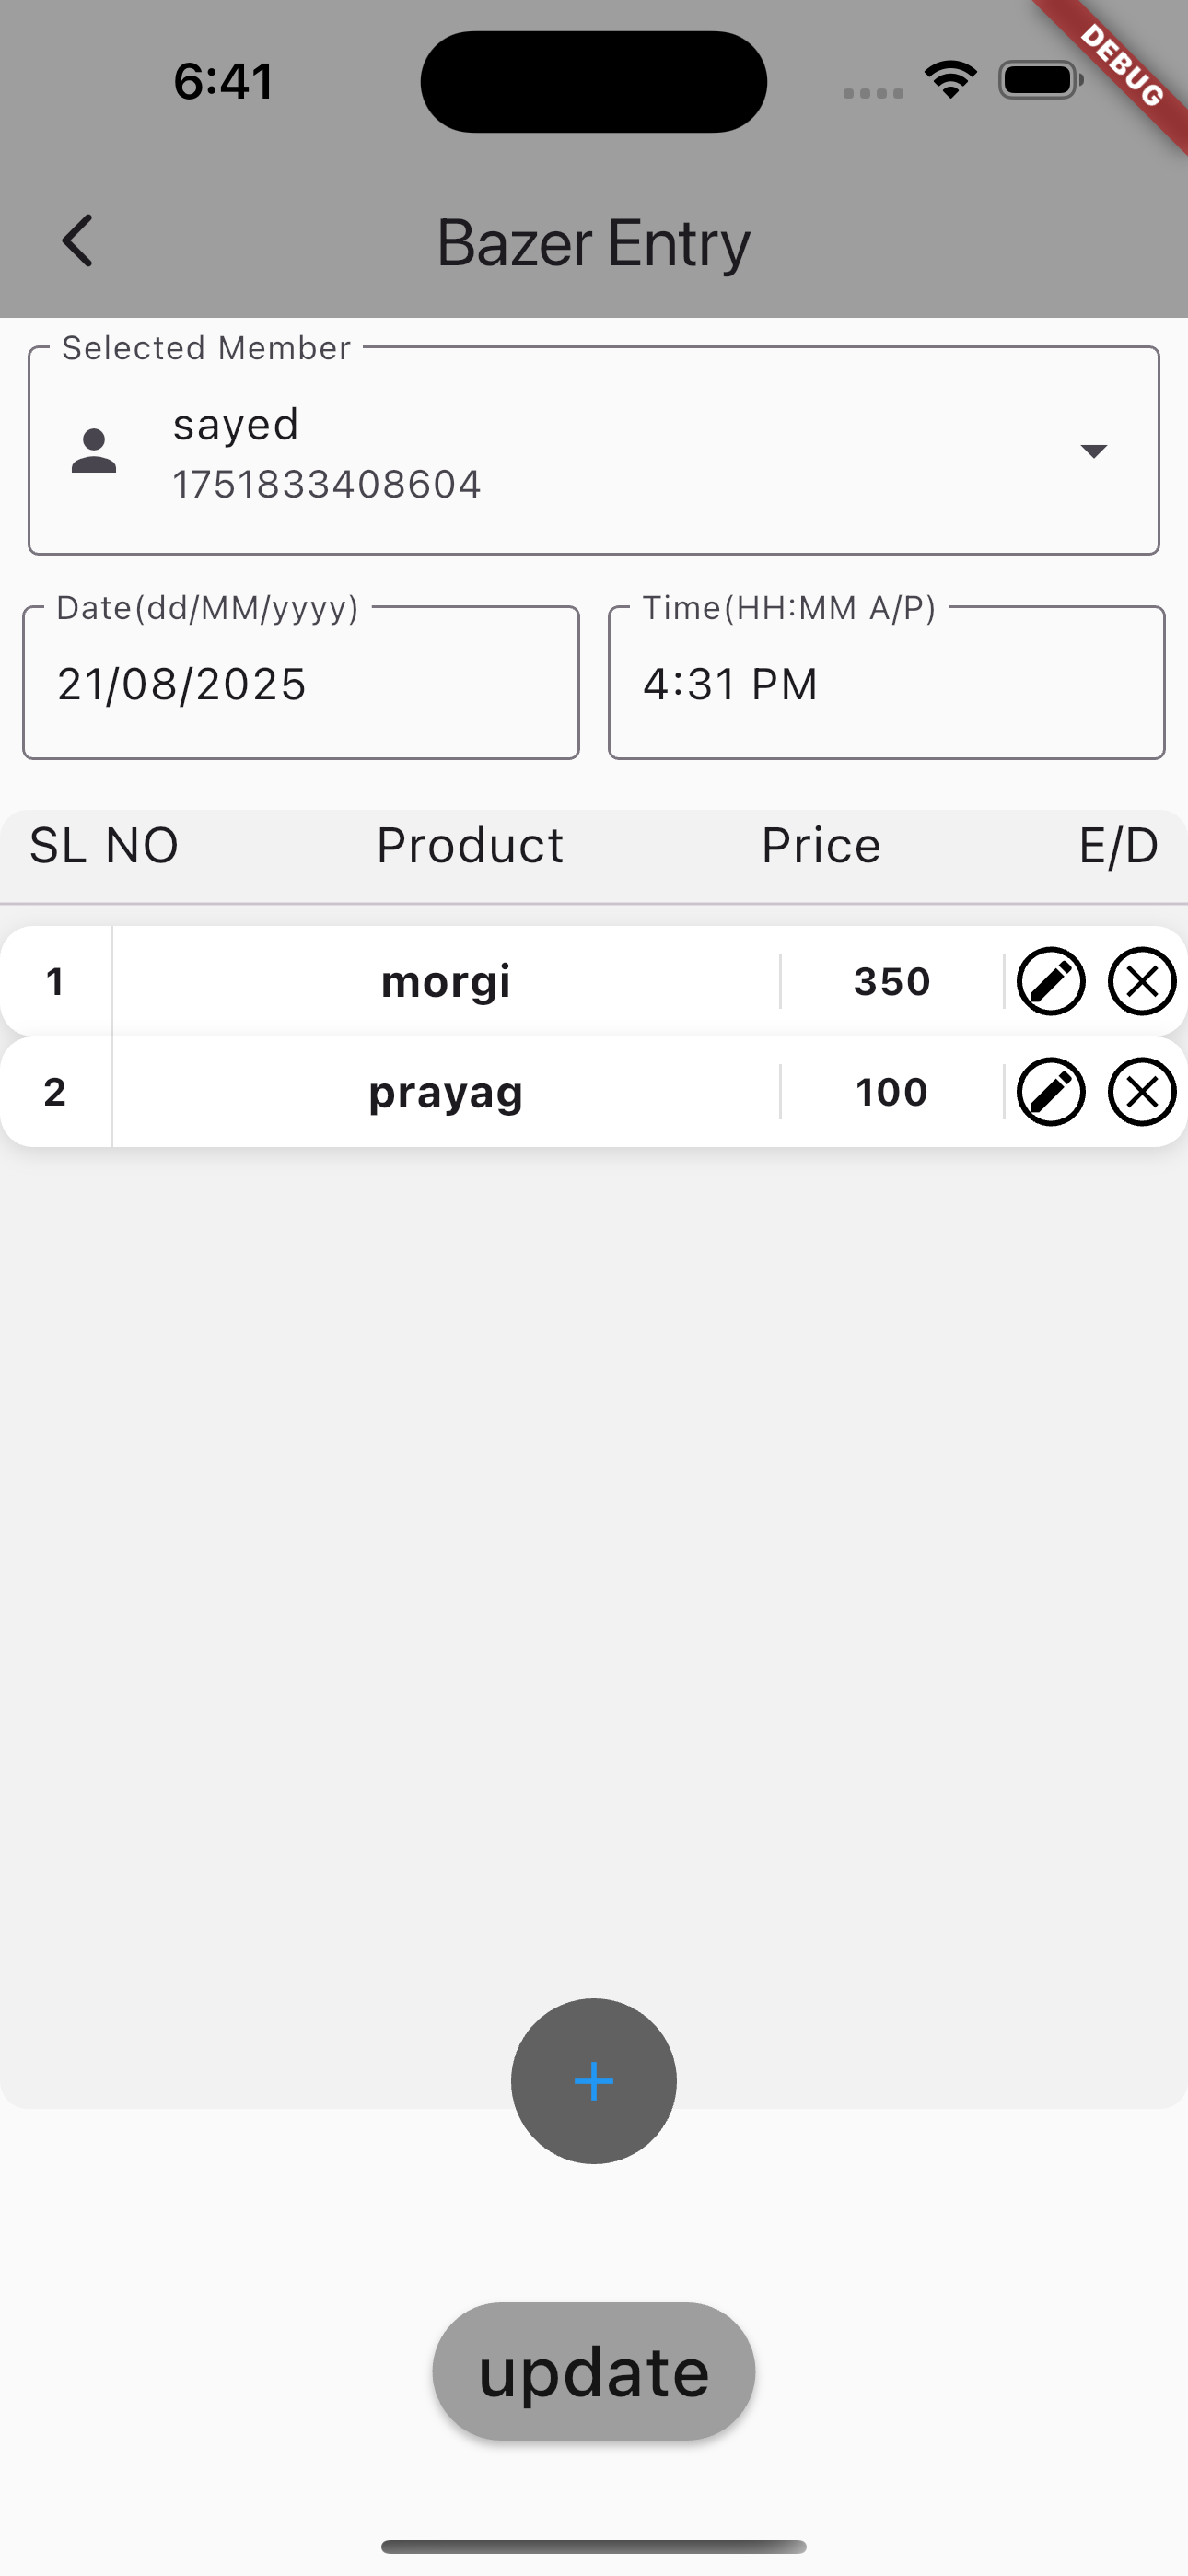 6:41
DEBUG
Bazer Entry
Selected Member
sayed
1751833408604
Date(dd/MM/yyyy) Time(HH:MM A/P)
21/08/2025 4:31 PM
SL NO Product Price E/D
1 morgi 350
2 prayag 100
+
update